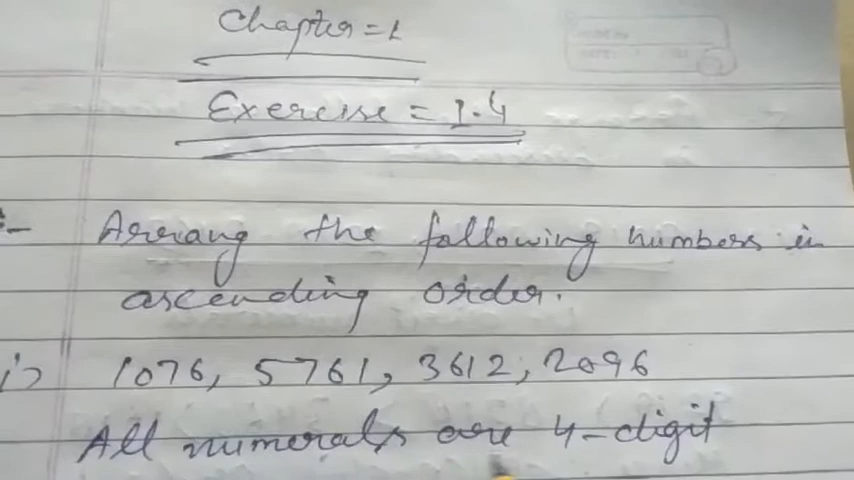 Chapter = 1
Exercise = 1.4
Arrang the following numbers in
ascending order.
i) 1076, 5761, 3612, 2096
All numerals are 4-digit